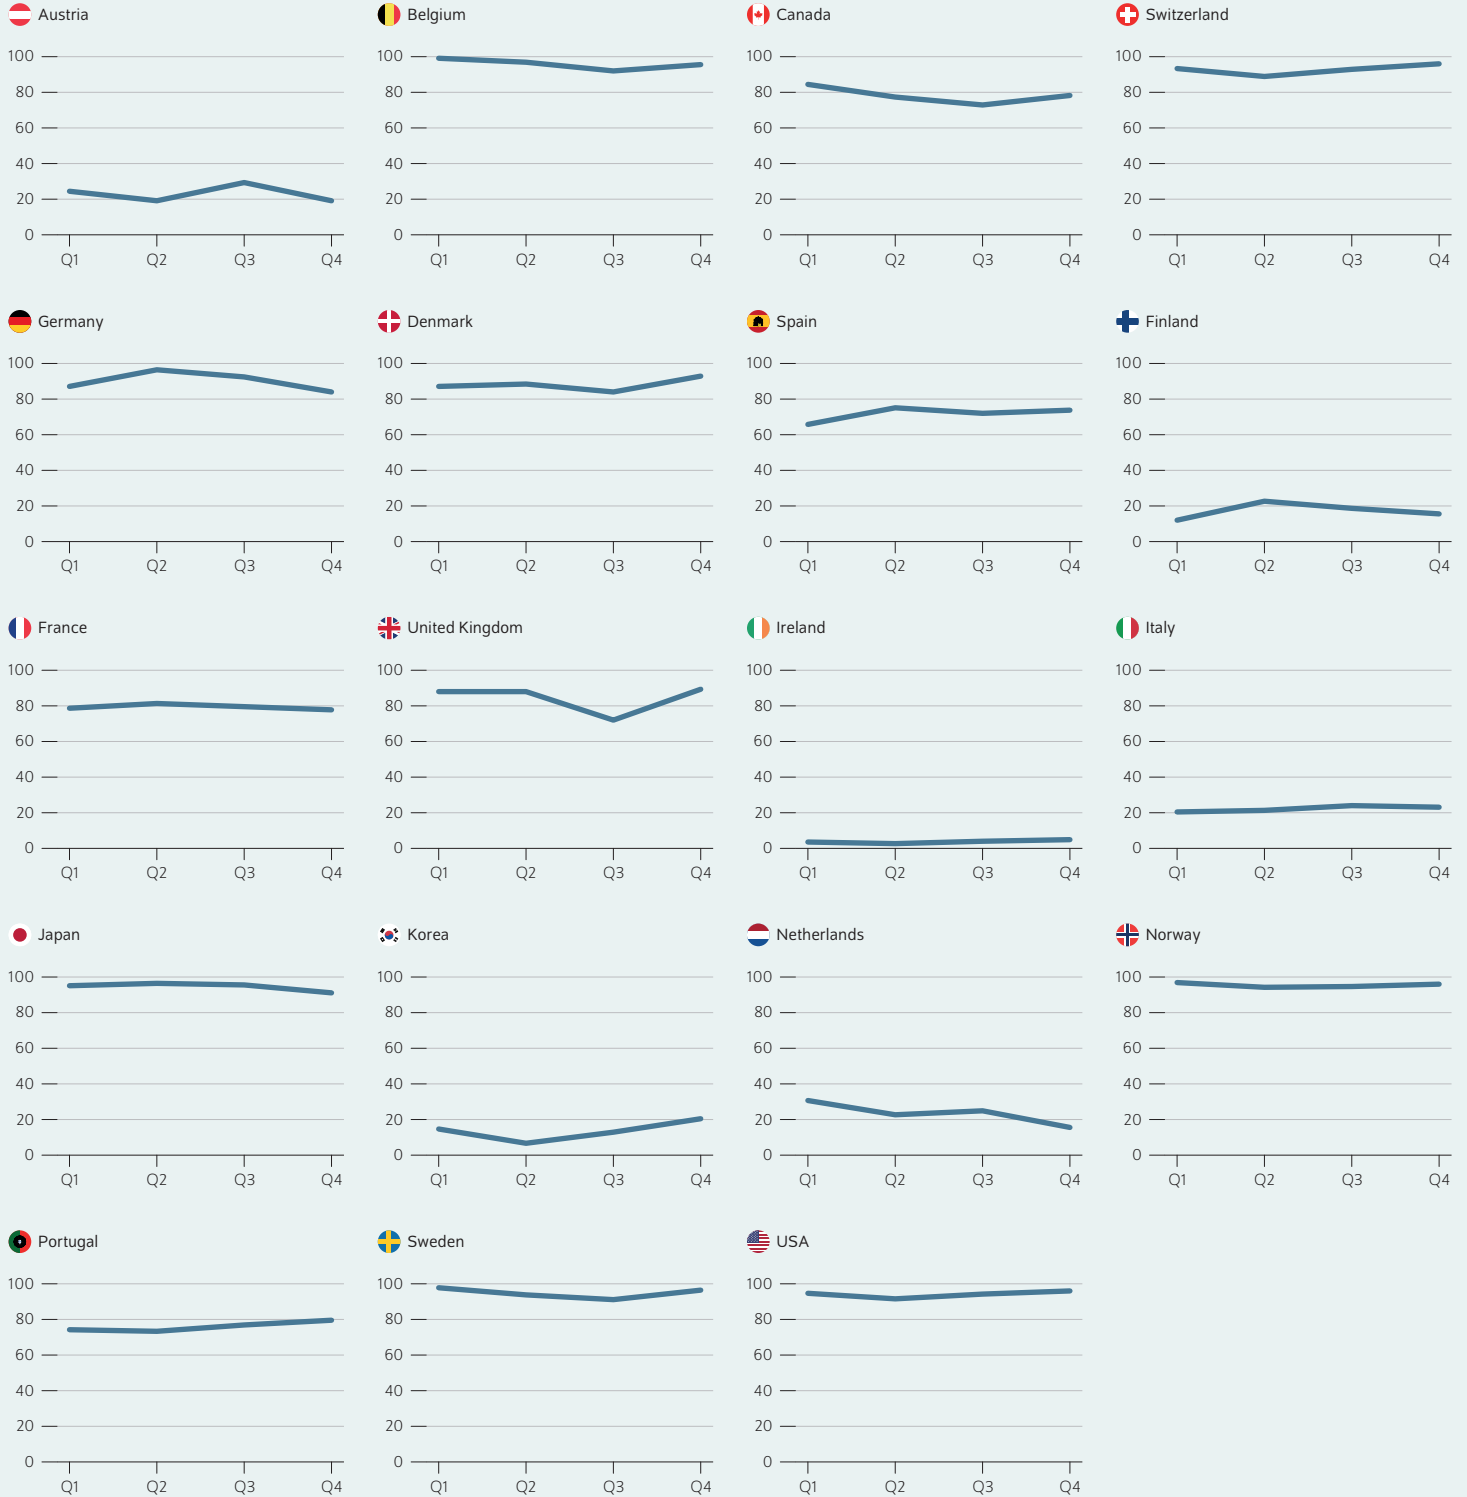 Austria
Belgium
Canada
Switzerland
100 100 100 100
80 80 80 80
60 60 60 60
40 40 40 40
20 20 20 20
0 0 0 0
Q1 Q2 Q3 Q4 Q1 Q2 Q3 Q4 Q1 Q2 Q3 Q4 Q1 Q2 Q3 Q4
Germany
Denmark
Spain
Finland
100 100 100 100
80 80 80 80
60 60 60 60
40 40 40 40
20 20 20 20
0 0 0 0
Q1 Q2 Q3 Q4 Q1 Q2 Q3 Q4 Q1 Q2 Q3 Q4 Q1 Q2 Q3 Q4
France
United Kingdom
Ireland
Italy
100 100 100 100
80 80 80 80
60 60 60 60
40 40 40 40
20 20 20 20
0 0 0 0
Q1 Q2 Q3 Q4 Q1 Q2 Q3 Q4 Q1 Q2 Q3 Q4 Q1 Q2 Q3 Q4
Japan
Korea
Netherlands
Norway
100 100 100 100
80 80 80 80
60 60 60 60
40 40 40 40
20 20 20 20
0 0 0 0
Q1 Q2 Q3 Q4 Q1 Q2 Q3 Q4 Q1 Q2 Q3 Q4 Q1 Q2 Q3 Q4
Portugal
Sweden
USA
100 100 100
80 80 80
60 60 60
40 40 40
20 20 20
0 0 0
Q1 Q2 Q3 Q4 Q1 Q2 Q3 Q4 Q1 Q2 Q3 Q4